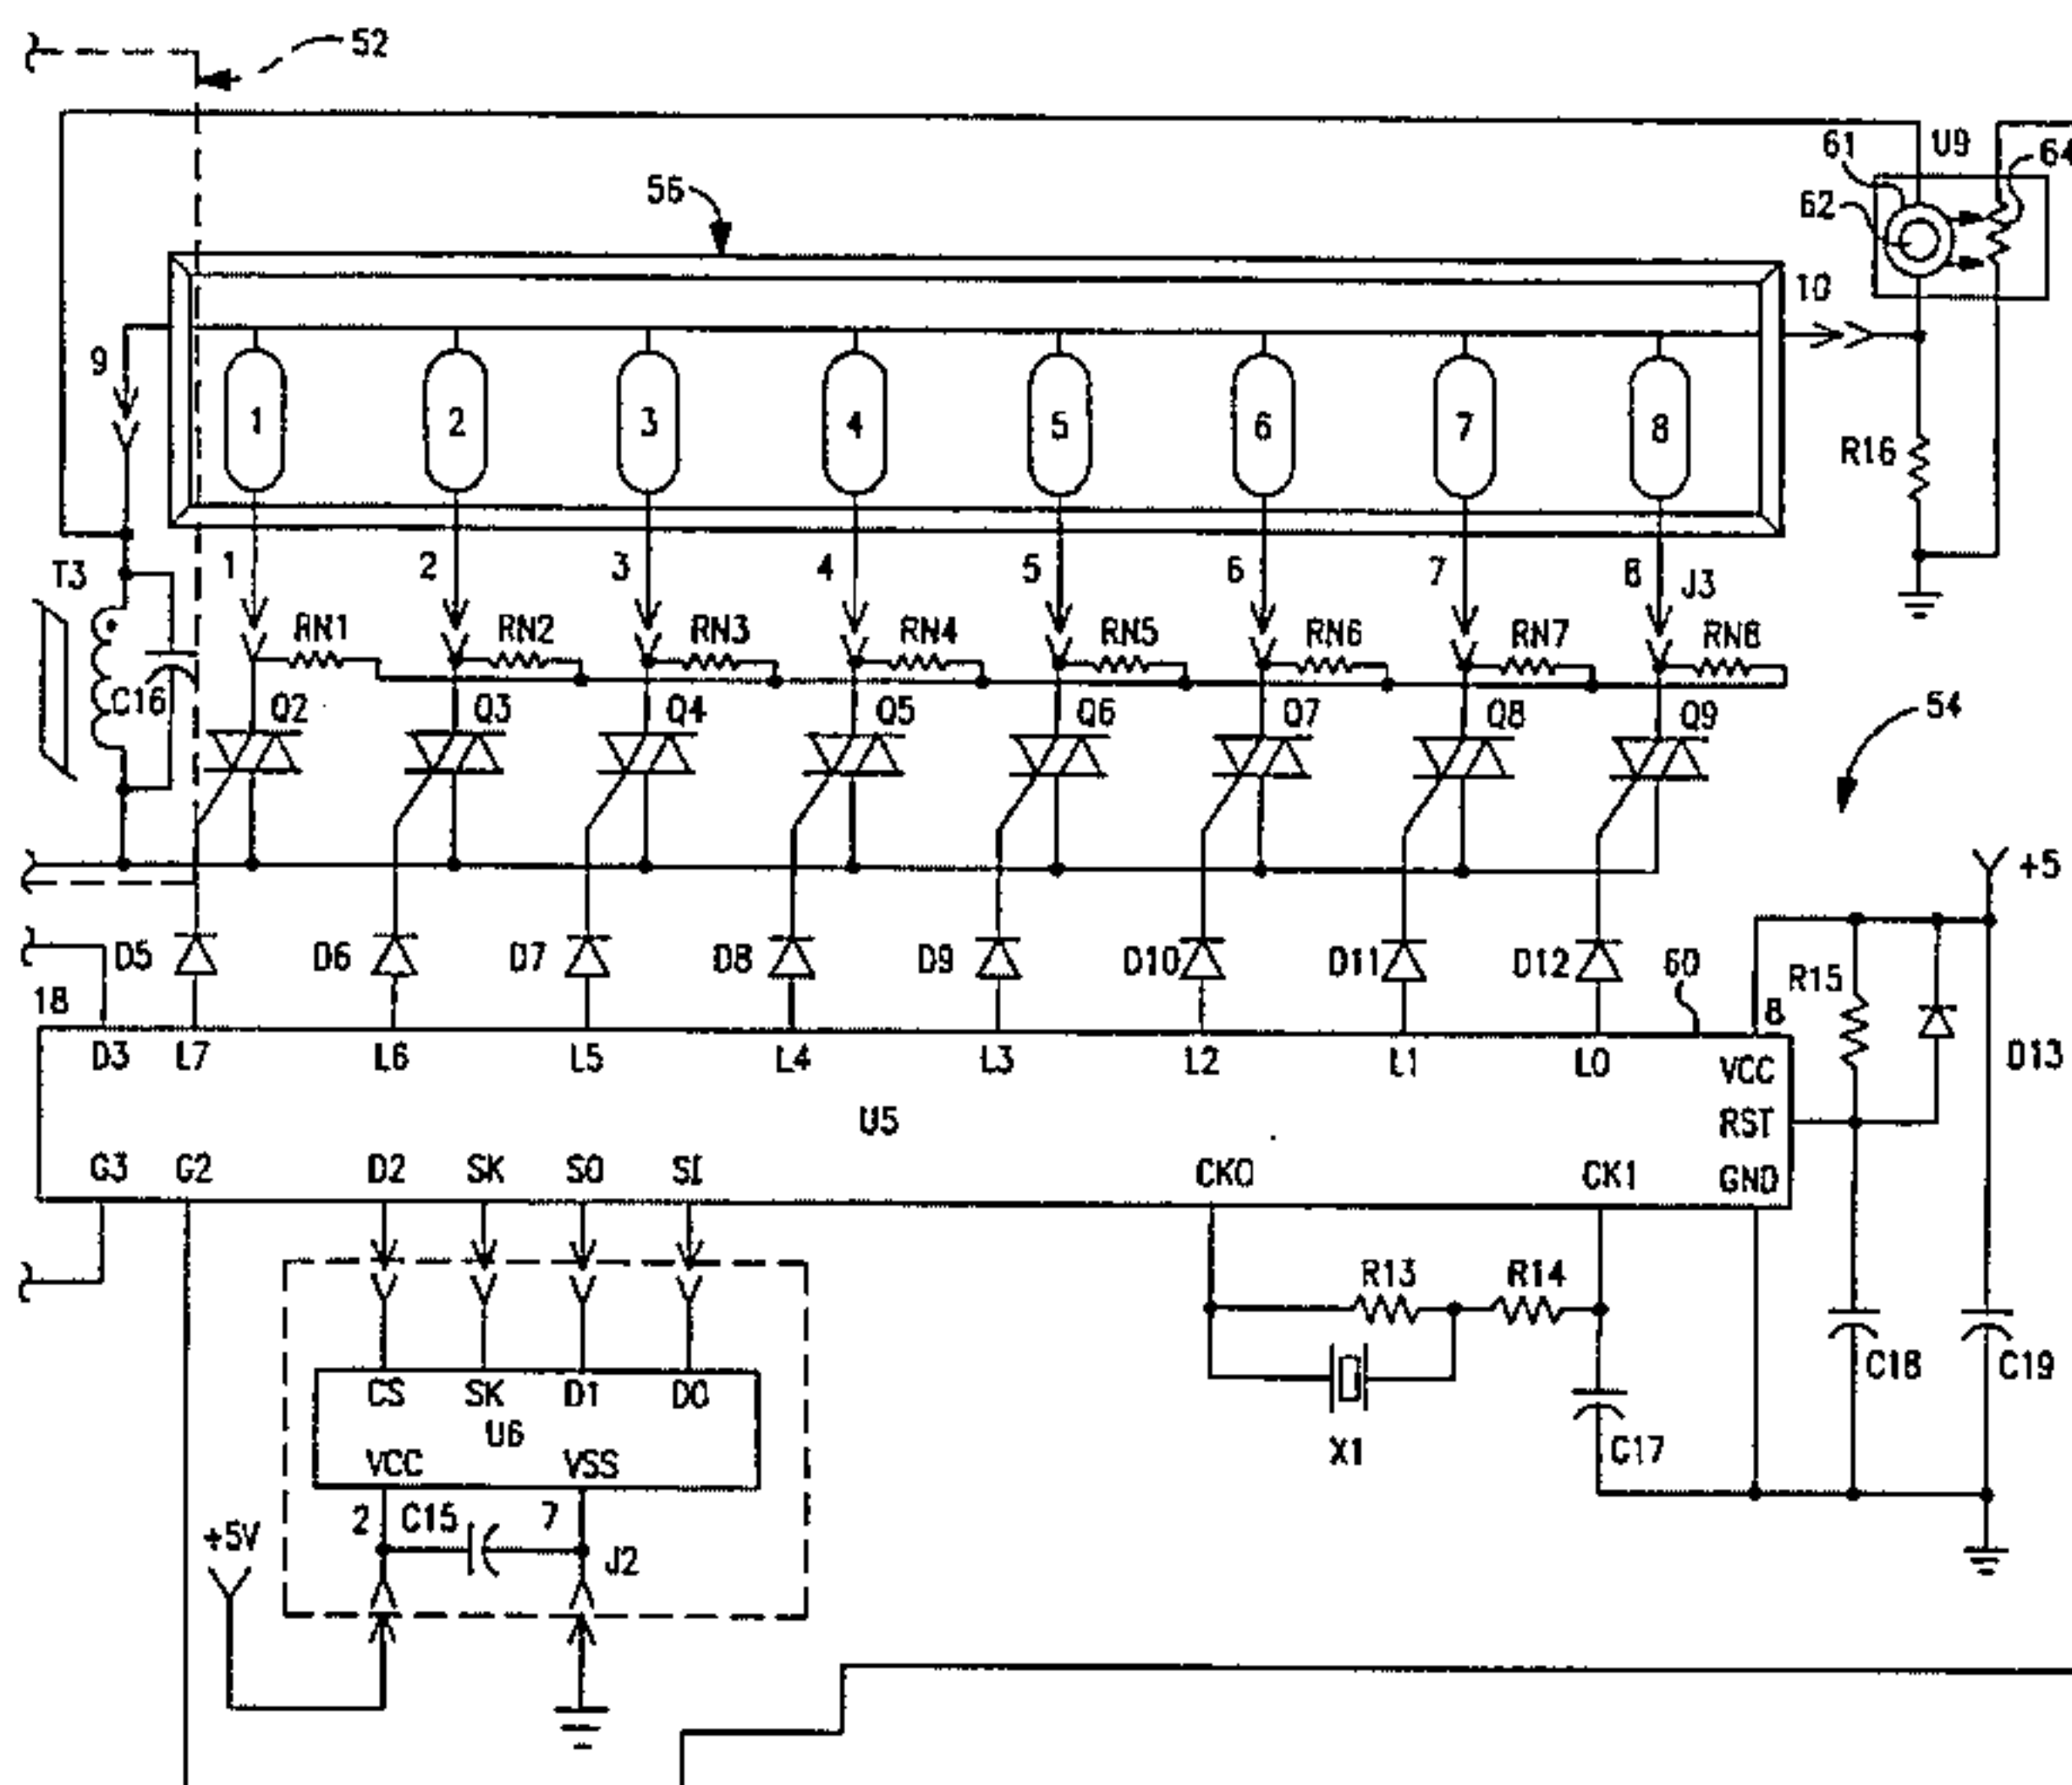 52
61 U9 64
62
56
10
9
1 2 3 4 5 6 7 8
R16
T3
1 2 3 4 5 6 7 8 J3
RN1 RN2 RN3 RN4 RN5 RN6 RN7 RN8
C16
Q2 Q3 Q4 Q5 Q6 Q7 Q8 Q9
54
+5
D5 D6 D7 D8 D9 D10 D11 D12 60 R15
18 8
D3 L7 L6 L5 L4 L3 L2 L1 L0 VCC D13
U5 RST
G3 G2 D2 SK SO SI CKO CK1 GND
R13 R14
CS SK D1 DO
U6
VCC VSS
X1 C17 C18 C19
2 C15 7
+5V J2